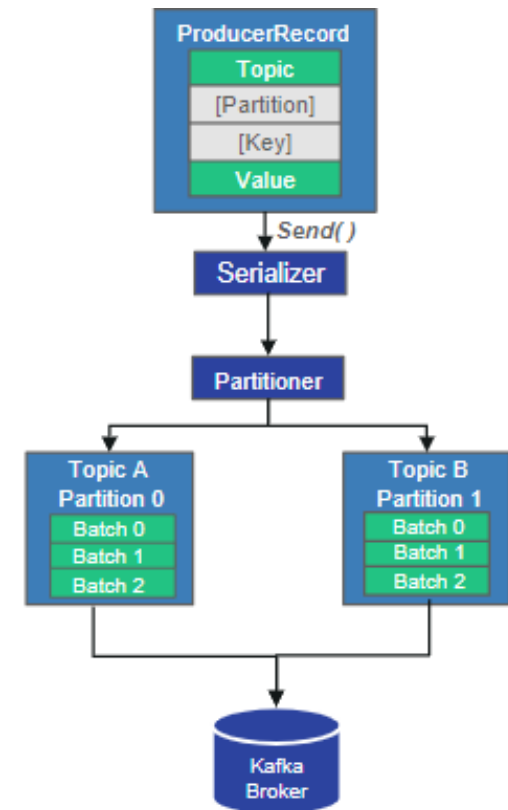 ProducerRecord
Topic
[Partition]
[Key]
Value
Send( )
Serializer
Partitioner
Topic A
Partition 0
Batch 0
Batch 1
Batch 2
Topic B
Partition 1
Batch 0
Batch 1
Batch 2
Kafka
Broker